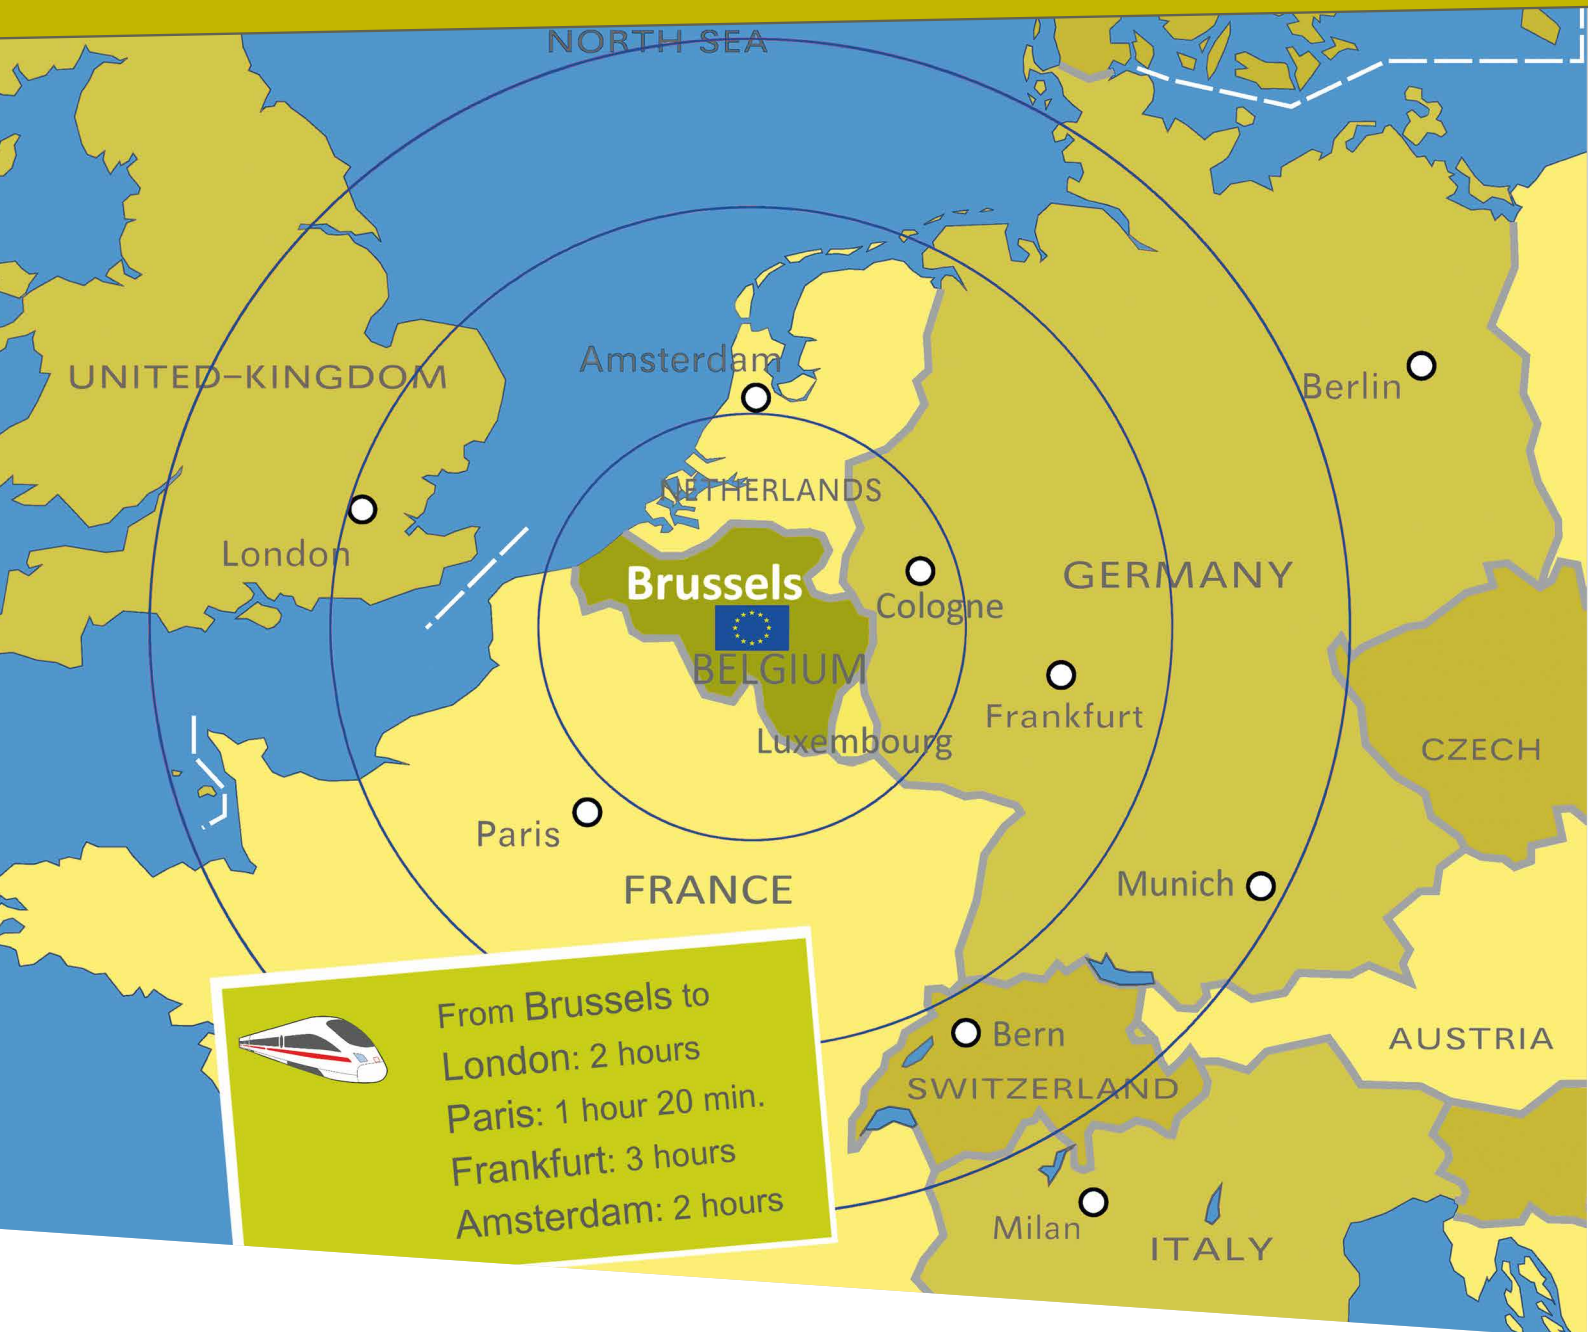 NORTH SEA
UNITED-KINGDOM
Amsterdam
Berlin
NETHERLANDS
London
Brussels
GERMANY
Cologne
BELGIUM
Frankfurt
Luxembourg
CZECH
Paris
FRANCE
Munich
Bern
AUSTRIA
SWITZERLAND
Milan
ITALY
From Brussels to
London: 2 hours
Paris: 1 hour 20 min.
Frankfurt: 3 hours
Amsterdam: 2 hours